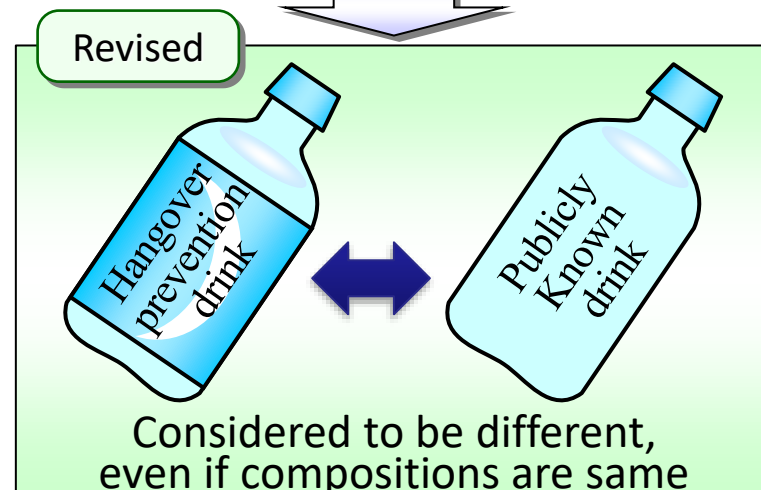 Revised
Hangover
prevention
drink
Publicly
Known
drink
Considered to be different,
even if compositions are same